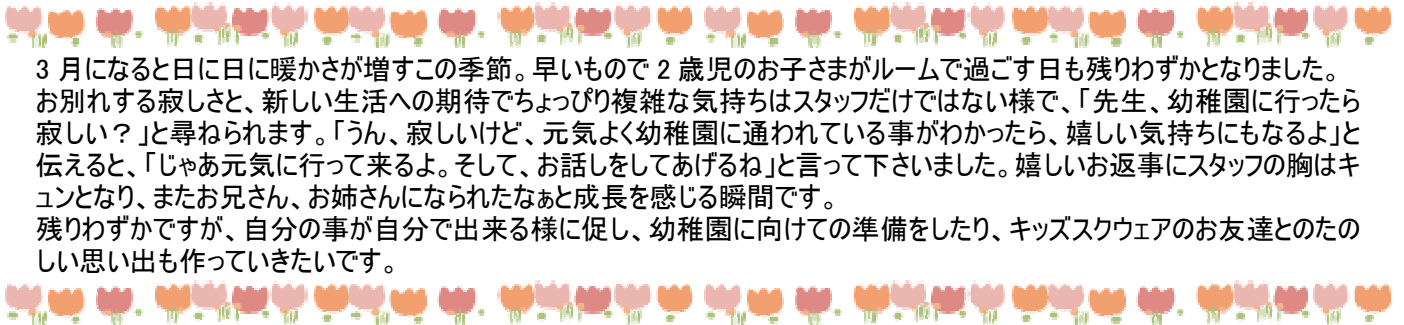 3 月になると日に日に暖かさが増すこの季節。早いもので 2 歳児のお子さまがルームで過ごす日も残りわずかとなりました。
お別れする寂しさと、新しい生活への期待でちょっぴり複雑な気持ちはスタッフだけではない様で、「先生、幼稚園に行ったら
寂しい？」と尋ねられます。「うん、寂しいけど、元気よく幼稚園に通われている事がわかったら、嬉しい気持ちにもなるよ」と
伝えると、「じゃあ元気に行って来るよ。そして、お話しをしてあげるね」と言って下さいました。嬉しいお返事にスタッフの胸はキ
ュンとなり、またお兄さん、お姉さんになられたなぁと成長を感じる瞬間です。
残りわずかですが、自分の事が自分で出来る様に促し、幼稚園に向けての準備をしたり、キッズスクウェアのお友達とのたの
しい思い出も作っていきたいです。